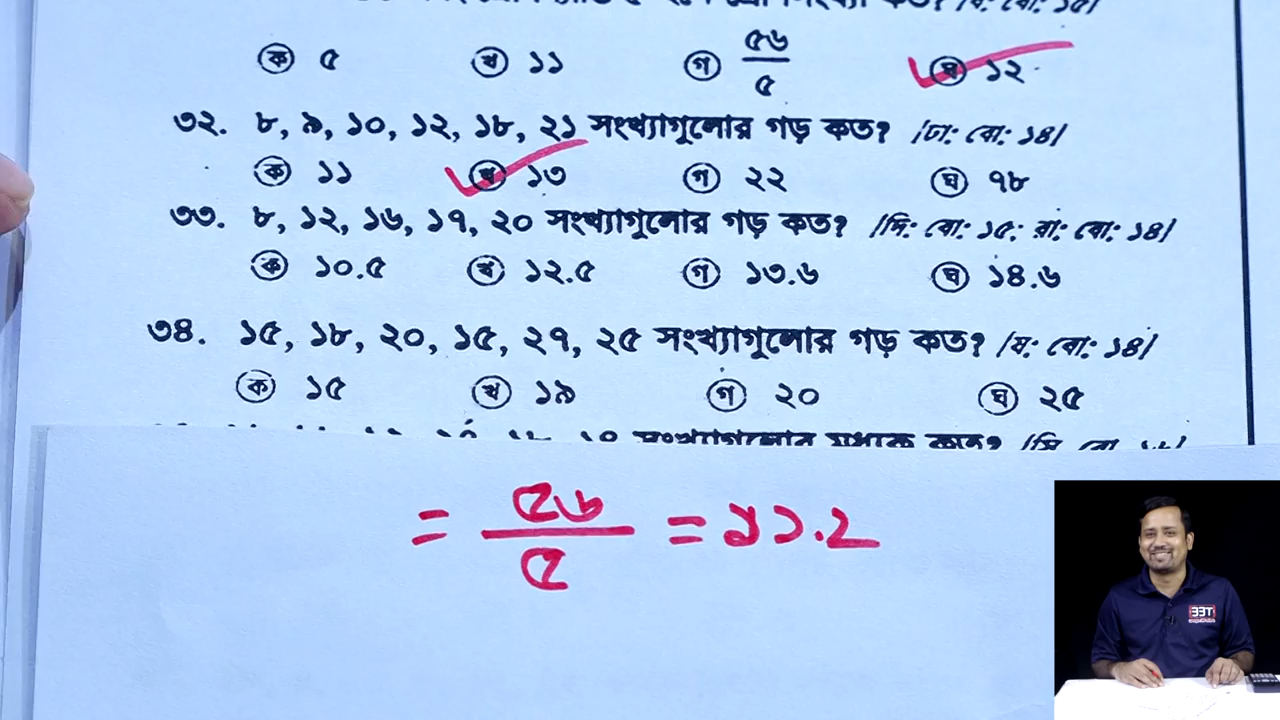 কত?
ক ৫ খ ১১ গ ৫৬/৫ ঘ ১২
৩২. ৮, ৯, ১০, ১২, ১৮, ২১ সংখ্যাগুলোর গড় কত? [ঢা: বো: ১৪]
ক ১১ খ ১৩ গ ২২ ঘ ৭৮
৩৩. ৮, ১২, ১৬, ১৭, ২০ সংখ্যাগুলোর গড় কত? [দি: বো: ১৫; রা: বো: ১৪]
ক ১০.৫ খ ১২.৫ গ ১৩.৬ ঘ ১৪.৬
৩৪. ১৫, ১৮, ২০, ১৫, ২৭, ২৫ সংখ্যাগুলোর গড় কত? [য: বো: ১৪]
ক ১৫ খ ১৯ গ ২০ ঘ ২৫
= ৫৬/৫ = ১১.২